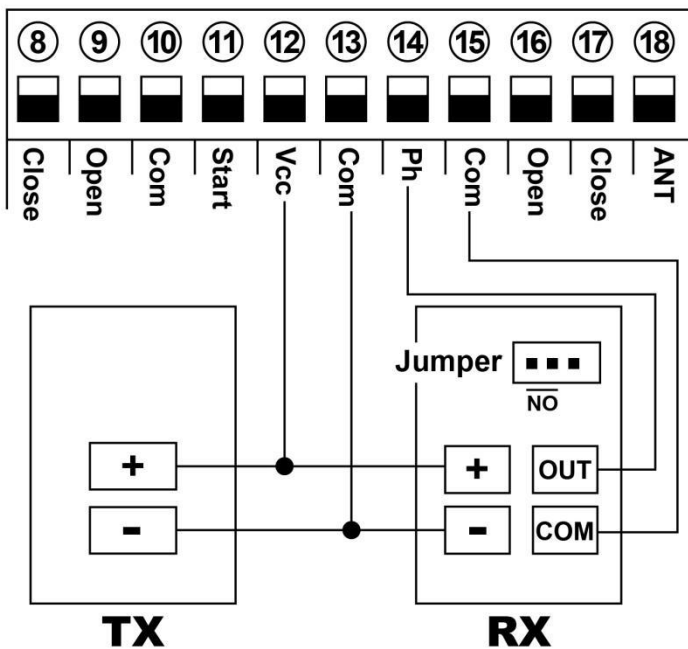 8 9 10 11 12 13 14 15 16 17 18
Close Open Com Start Vcc Com Ph Com Open Close ANT
Jumper
NO
+ + OUT
- - COM
TX RX